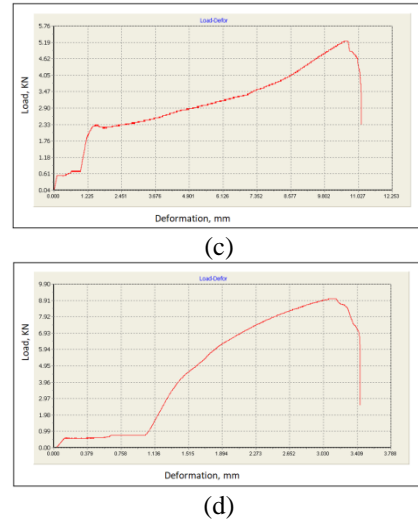 Load-Defor
Load, KN
5.76
5.19
4.62
4.05
3.47
2.90
2.33
1.76
1.18
0.61
0.04
0.000 1.225 2.451 3.676 4.901 6.126 7.352 8.577 9.802 11.027 12.253
Deformation, mm
(c)
Load-Defor
Load, KN
9.90
8.91
7.92
6.93
5.94
4.95
3.96
2.97
1.98
0.99
0.00
0.000 0.379 0.758 1.136 1.515 1.894 2.273 2.652 3.030 3.409 3.788
Deformation, mm
(d)